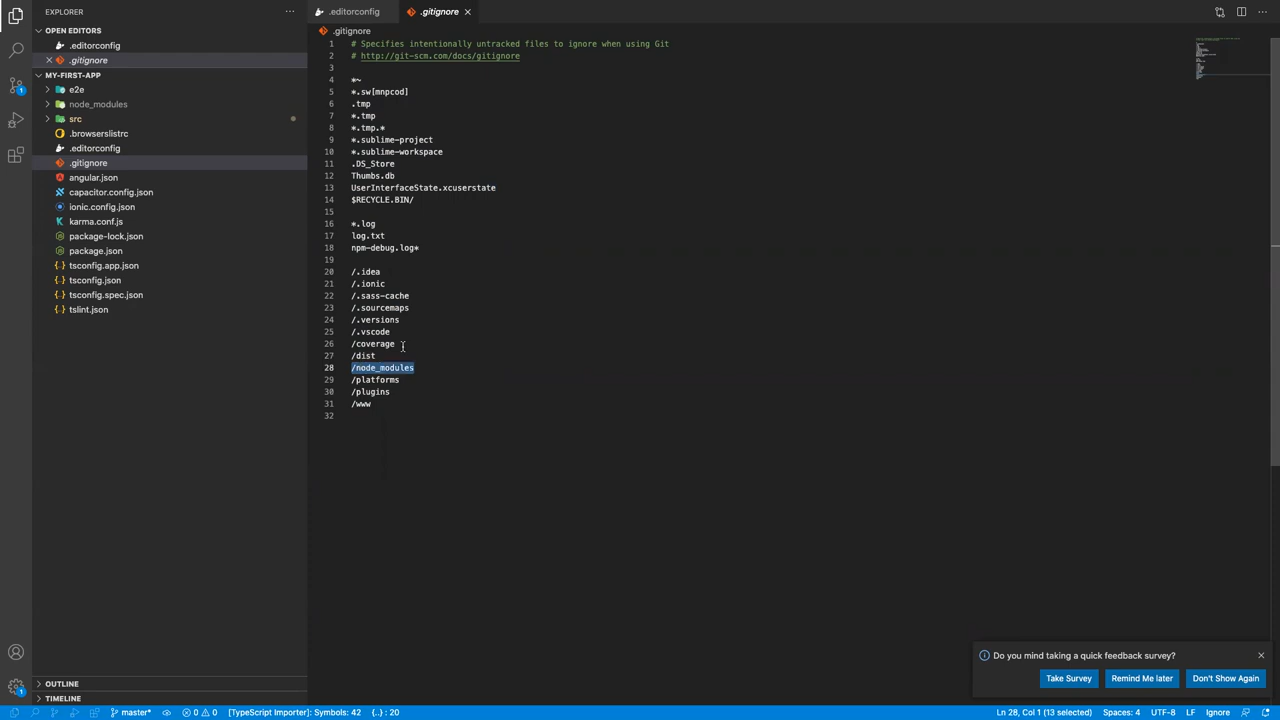 EXPLORER
OPEN EDITORS
.editorconfig
.gitignore
MY-FIRST-APP
e2e
node_modules
src
.browserslistrc
.editorconfig
.gitignore
angular.json
capacitor.config.json
ionic.config.json
karma.conf.js
package-lock.json
package.json
tsconfig.app.json
tsconfig.json
tsconfig.spec.json
tslint.json
OUTLINE
TIMELINE
.editorconfig
.gitignore
.gitignore
1 # Specifies intentionally untracked files to ignore when using Git
2 # http://git-scm.com/docs/gitignore
3
4 *~
5 *.sw[mnpcod]
6 .tmp
7 *.tmp
8 *.tmp.*
9 *.sublime-project
10 *.sublime-workspace
11 .DS_Store
12 Thumbs.db
13 UserInterfaceState.xcuserstate
14 $RECYCLE.BIN/
15
16 *.log
17 log.txt
18 npm-debug.log*
19
20 /.idea
21 /.ionic
22 /.sass-cache
23 /.sourcemaps
24 /.versions
25 /.vscode
26 /coverage
27 /dist
28 /node_modules
29 /platforms
30 /plugins
31 /www
32
Do you mind taking a quick feedback survey?
Take Survey Remind Me later Don't Show Again
1
1
master* 0 0 [TypeScript Importer]: Symbols: 42 {..} : 20 Ln 28, Col 1 (13 selected) Spaces: 4 UTF-8 LF Ignore